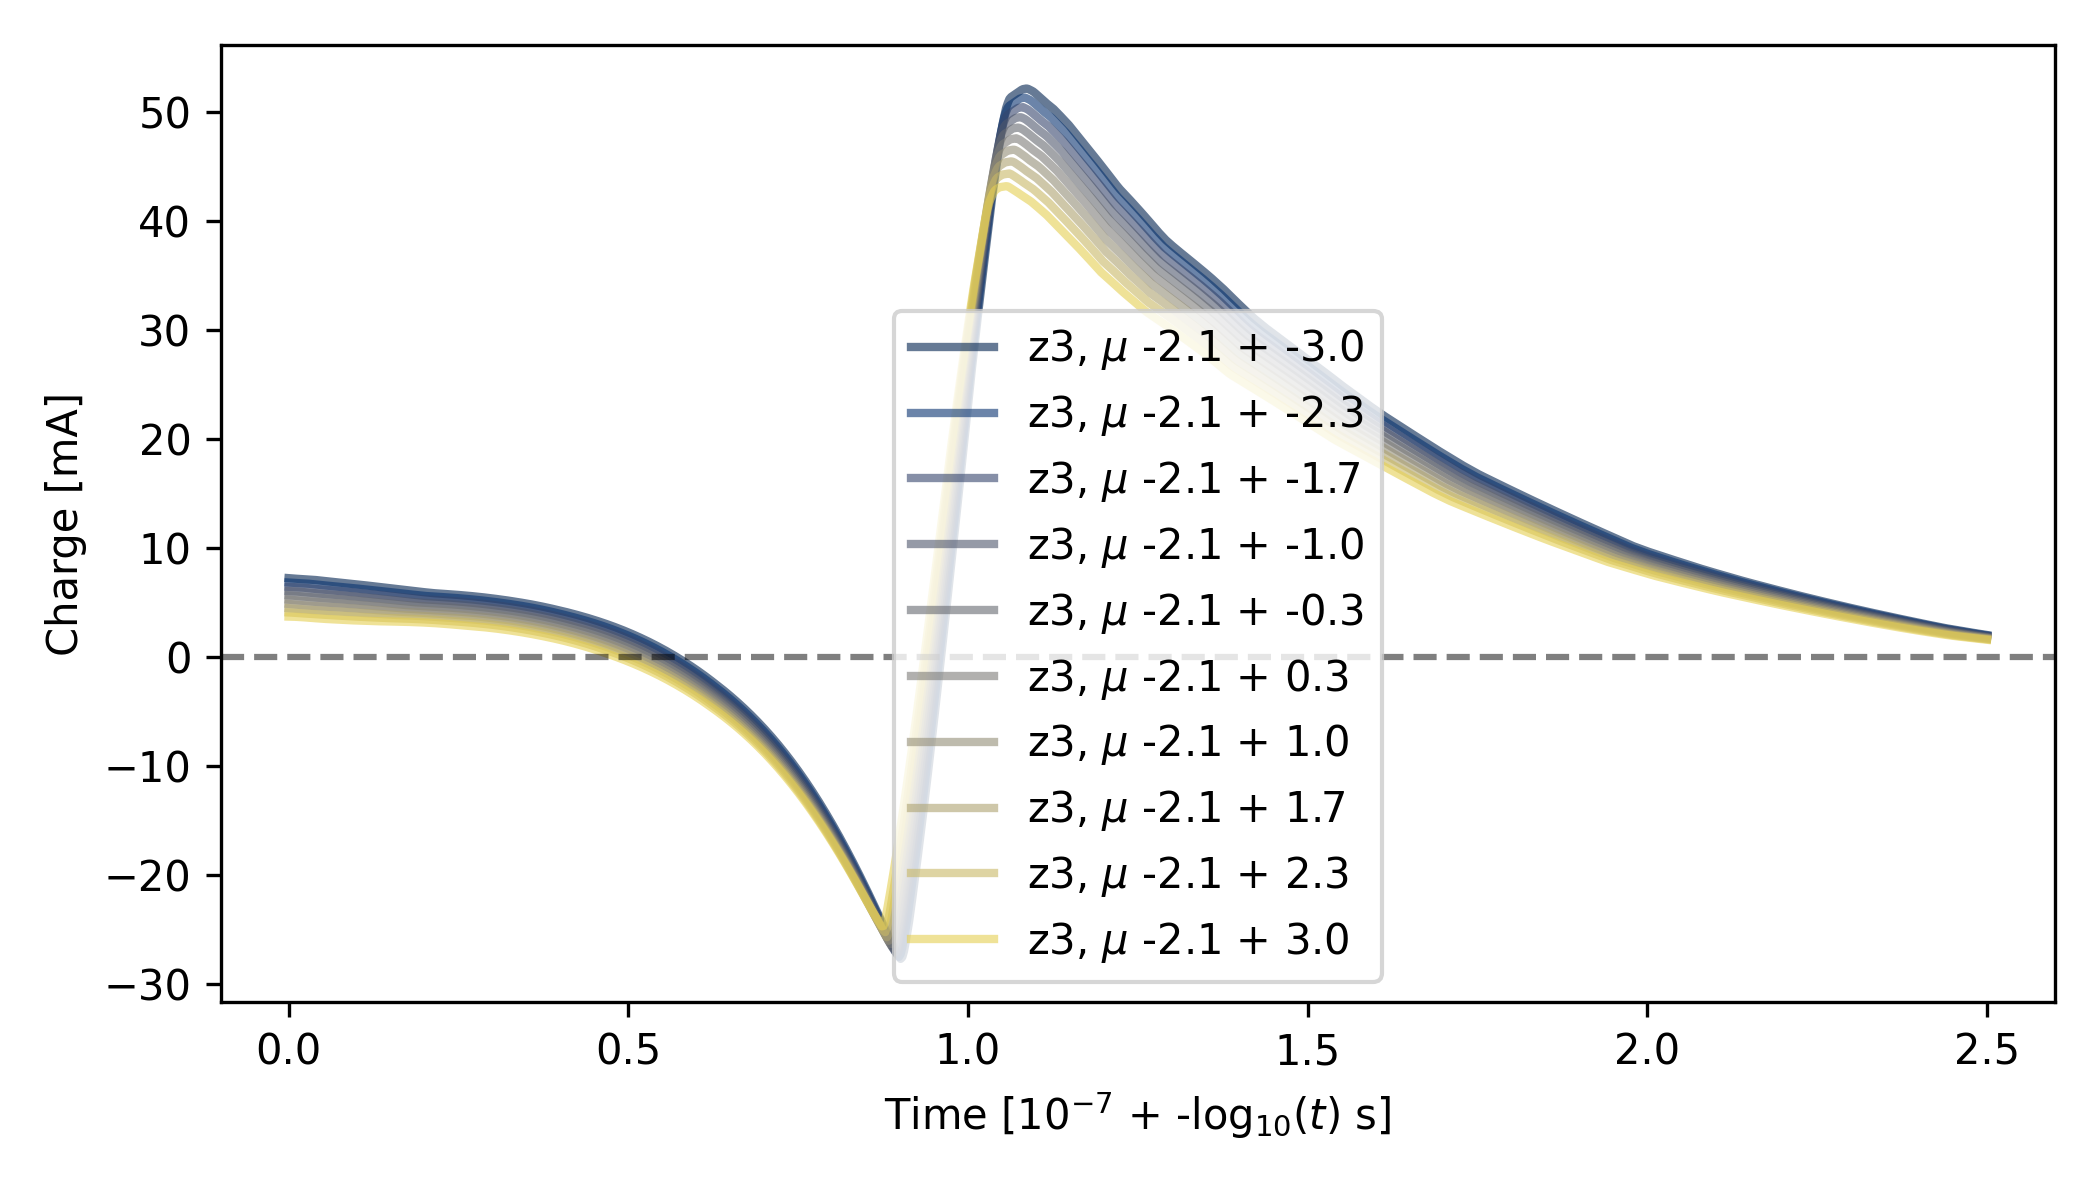 50
40
30
20
10
0
−10
−20
−30
Charge [mA]
z3, μ -2.1 + -3.0
z3, μ -2.1 + -2.3
z3, μ -2.1 + -1.7
z3, μ -2.1 + -1.0
z3, μ -2.1 + -0.3
z3, μ -2.1 + 0.3
z3, μ -2.1 + 1.0
z3, μ -2.1 + 1.7
z3, μ -2.1 + 2.3
z3, μ -2.1 + 3.0
0.0 0.5 1.0 1.5 2.0 2.5
Time [10⁻⁷ + -log₁₀(t) s]